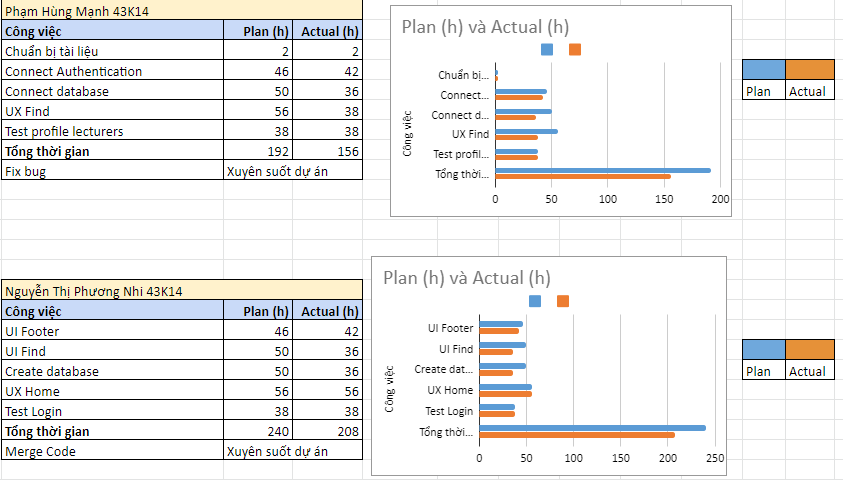 Phạm Hùng Mạnh 43K14
Công việc Plan (h) Actual (h)
Chuẩn bị tài liệu 2 2
Connect Authentication 46 42
Connect database 50 36
UX Find 56 38
Test profile lecturers 38 38
Tổng thời gian 192 156
Fix bug Xuyên suốt dự án
Plan (h) và Actual (h)
Công việc
Chuẩn bị...
Connect...
Connect d...
UX Find
Test profil...
Tổng thời...
0 50 100 150 200
Plan Actual
Nguyễn Thị Phương Nhi 43K14
Công việc Plan (h) Actual (h)
UI Footer 46 42
UI Find 50 36
Create database 50 36
UX Home 56 56
Test Login 38 38
Tổng thời gian 240 208
Merge Code Xuyên suốt dự án
Plan (h) và Actual (h)
Công việc
UI Footer
UI Find
Create dat...
UX Home
Test Login
Tổng thời...
0 50 100 150 200 250
Plan Actual